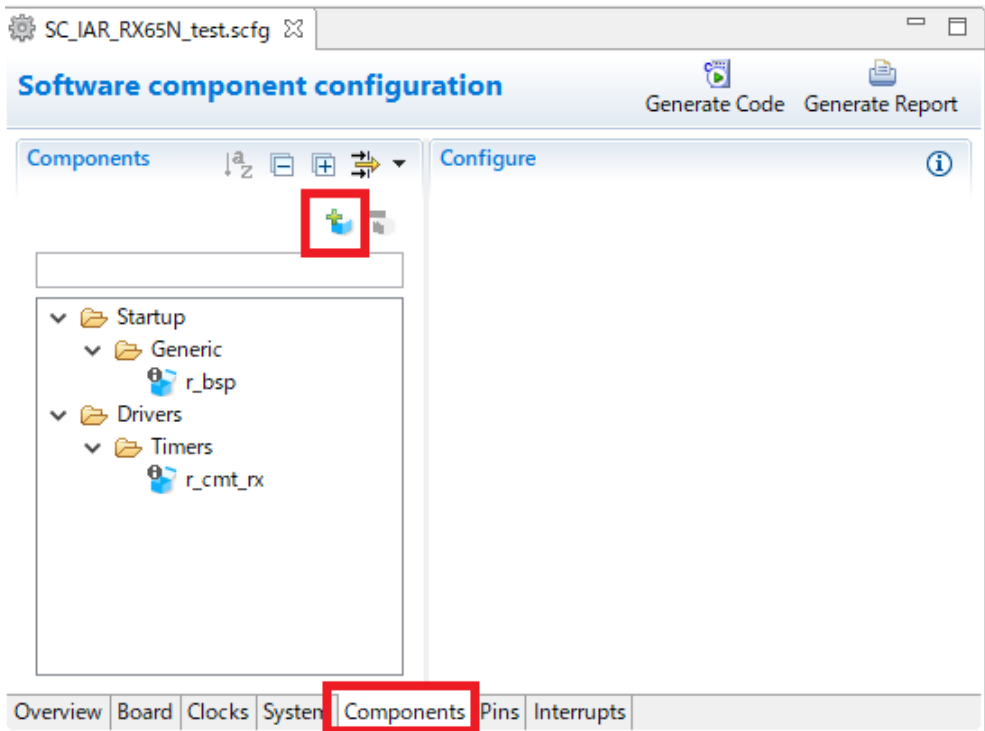 SC_IAR_RX65N_test.scfg
Software component configuration
Generate Code Generate Report
Components
Configure
Startup
Generic
r_bsp
Drivers
Timers
r_cmt_rx
Overview Board Clocks System Components Pins Interrupts